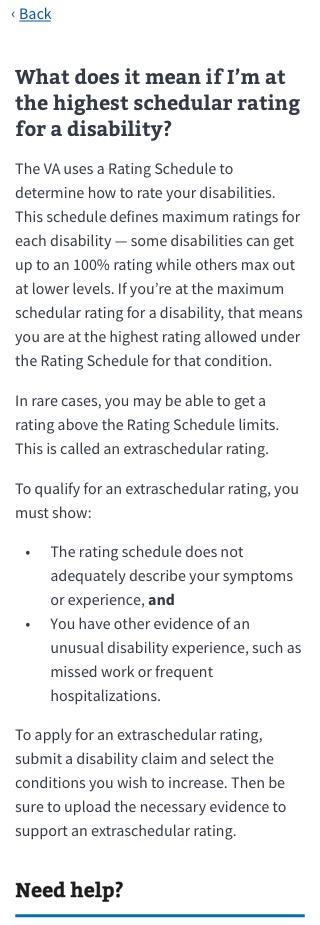 ‹ Back
What does it mean if I’m at
the highest schedular rating
for a disability?
The VA uses a Rating Schedule to
determine how to rate your disabilities.
This schedule defines maximum ratings for
each disability — some disabilities can get
up to an 100% rating while others max out
at lower levels. If you’re at the maximum
schedular rating for a disability, that means
you are at the highest rating allowed under
the Rating Schedule for that condition.
In rare cases, you may be able to get a
rating above the Rating Schedule limits.
This is called an extraschedular rating.
To qualify for an extraschedular rating, you
must show:
• The rating schedule does not
adequately describe your symptoms
or experience, and
• You have other evidence of an
unusual disability experience, such as
missed work or frequent
hospitalizations.
To apply for an extraschedular rating,
submit a disability claim and select the
conditions you wish to increase. Then be
sure to upload the necessary evidence to
support an extraschedular rating.
Need help?